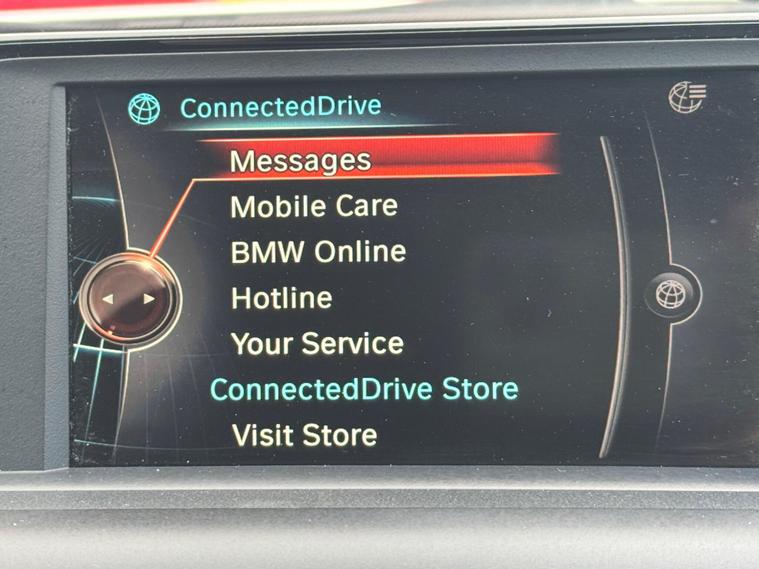 ConnectedDrive
Messages
Mobile Care
BMW Online
Hotline
Your Service
ConnectedDrive Store
Visit Store